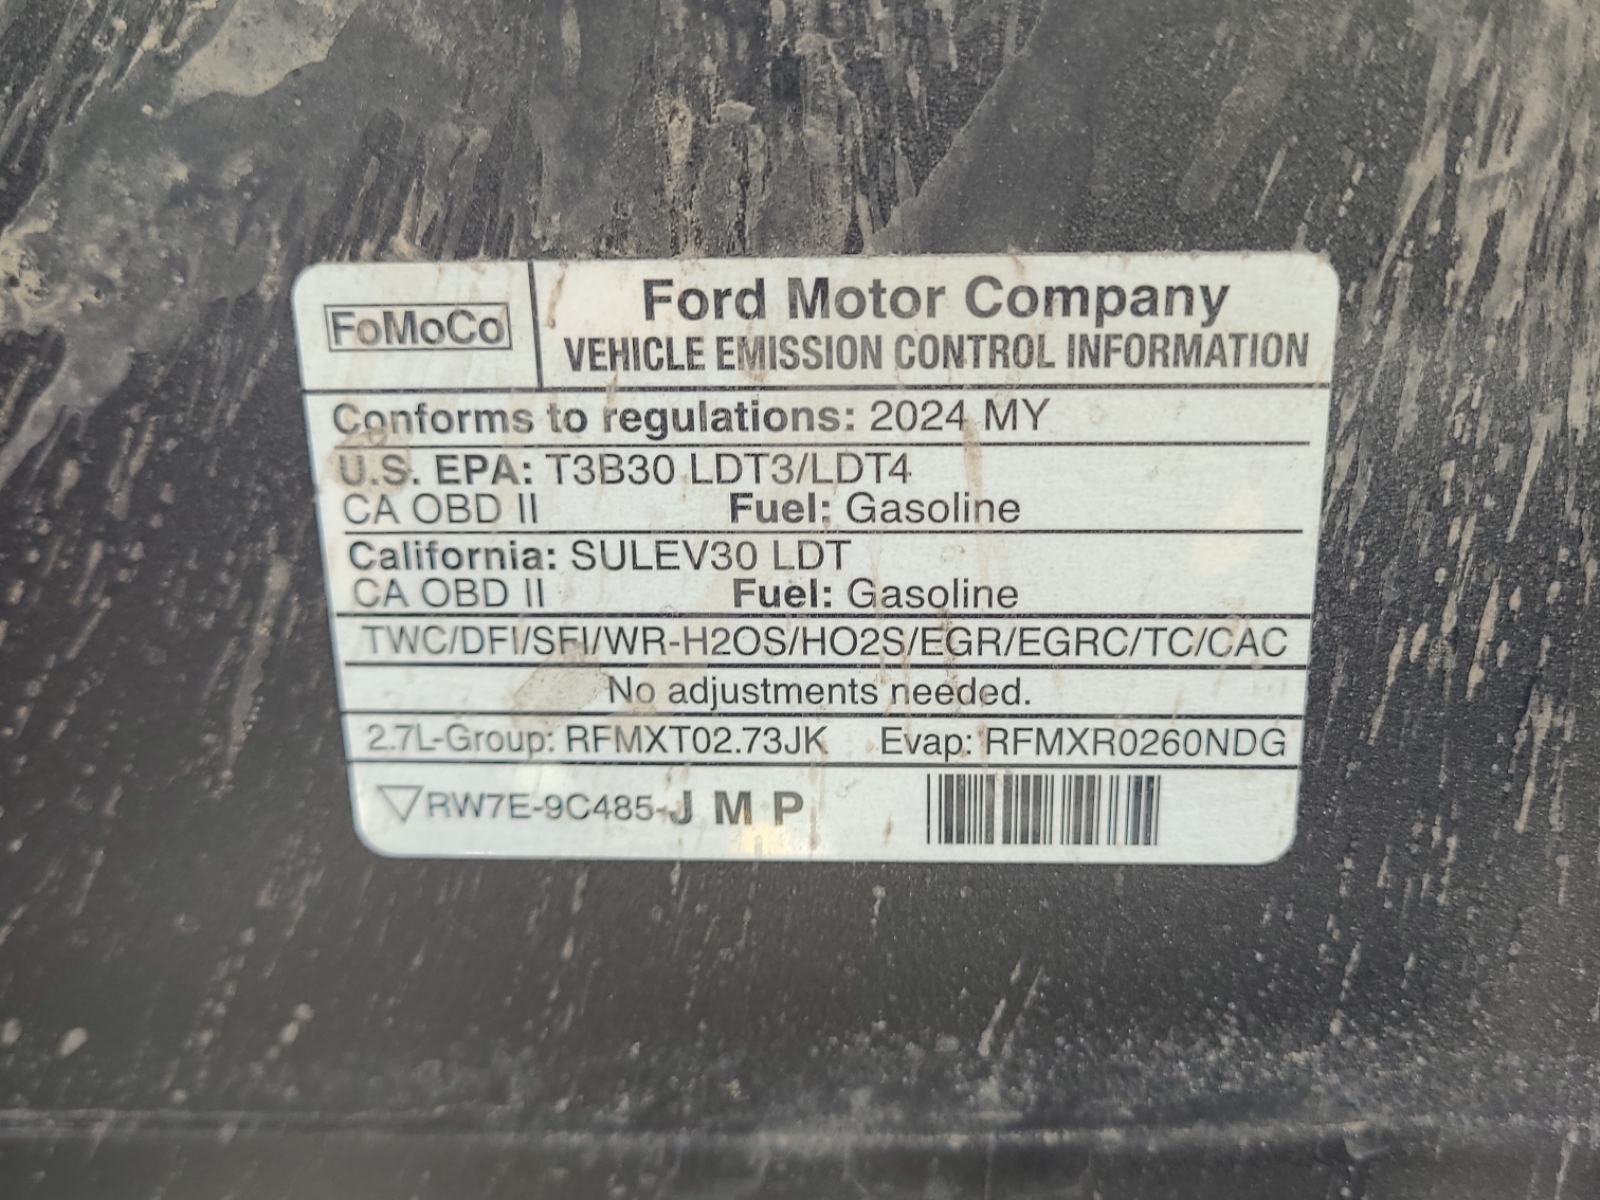 FoMoCo
Ford Motor Company
VEHICLE EMISSION CONTROL INFORMATION
Conforms to regulations: 2024 MY
U.S. EPA: T3B30 LDT3/LDT4
CA OBD II Fuel: Gasoline
California: SULEV30 LDT
CA OBD II Fuel: Gasoline
TWC/DFI/SFI/WR-H2OS/HO2S/EGR/EGRC/TC/CAC
No adjustments needed.
2.7L-Group: RFMXT02.73JK Evap: RFMXR0260NDG
RW7E-9C485-J M P